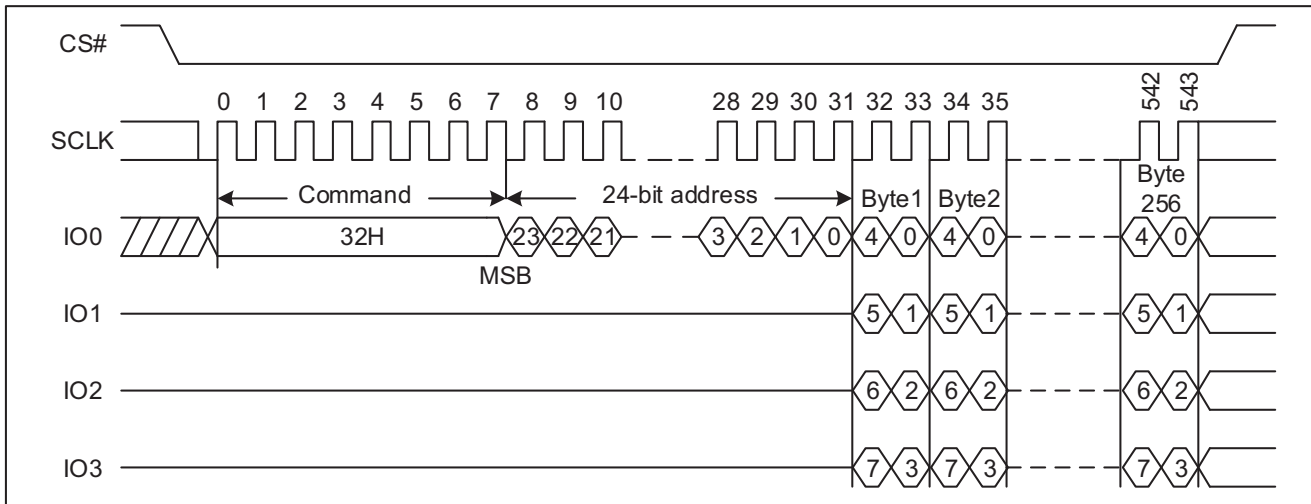 CS#
0 1 2 3 4 5 6 7 8 9 10 28 29 30 31 32 33 34 35 542 543
SCLK
Command 24-bit address Byte1 Byte2 Byte
256
IO0 32H 23 22 21 3 2 1 0 4 0 4 0 4 0
MSB
IO1 5 1 5 1 5 1
IO2 6 2 6 2 6 2
IO3 7 3 7 3 7 3